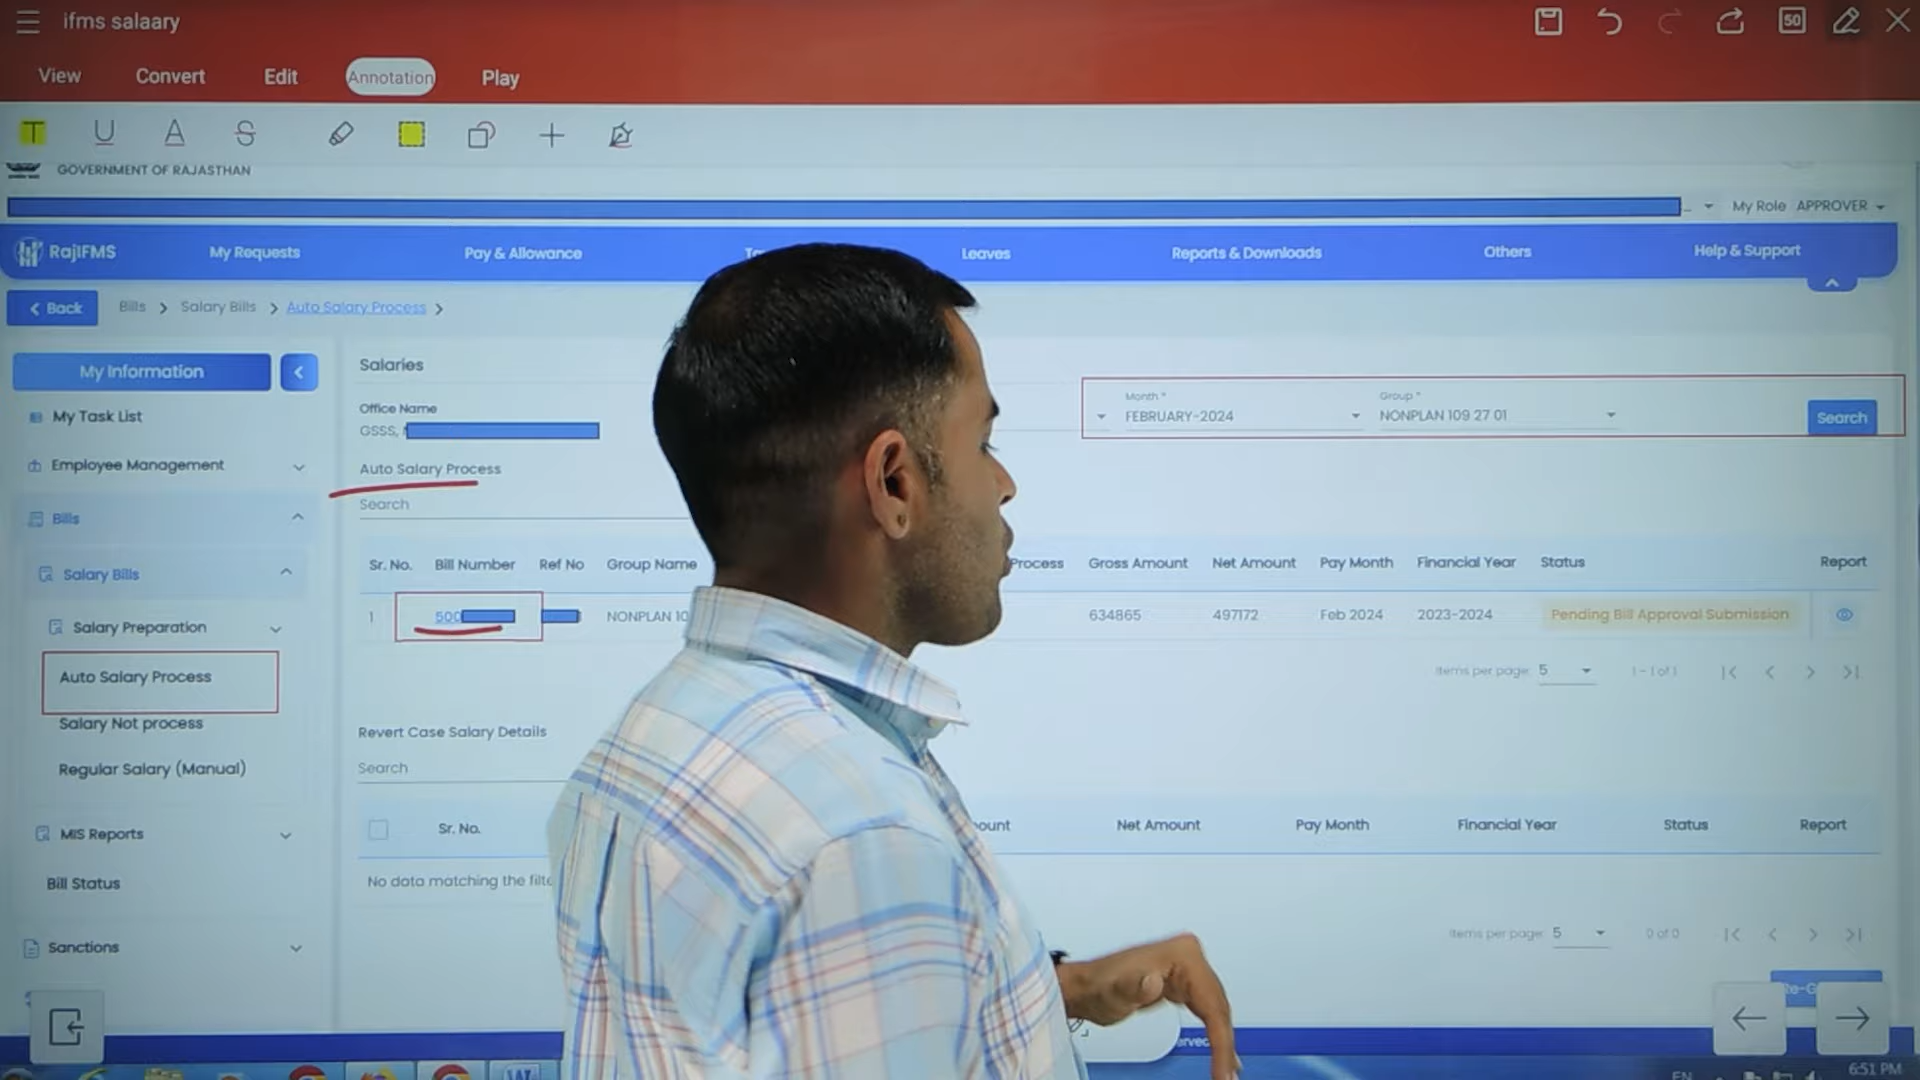 ifms salaary
50
View Convert Edit Annotation Play
T U A S
GOVERNMENT OF RAJASTHAN
My Role APPROVER
RajIFMS My Requests Pay & Allowance Leaves Reports & Downloads Others Help & Support
Back Bills Salary Bills Auto Salary Process
My Information
My Task List
Employee Management
Bills
Salary Bills
Salary Preparation
Auto Salary Process
Salary Not process
Regular Salary (Manual)
MIS Reports
Bill Status
Sanctions
Salaries
Office Name
GSSS,
Month *
FEBRUARY-2024
Group *
NONPLAN 109 27 01
Search
Auto Salary Process
Search
Sr. No. Bill Number Ref No Group Name Process Gross Amount Net Amount Pay Month Financial Year Status Report
1 500 NONPLAN 10 634865 497172 Feb 2024 2023-2024 Pending Bill Approval Submission
Items per page: 5 1 - 1 of 1
Revert Case Salary Details
Search
Sr. No. Net Amount Pay Month Financial Year Status Report
No data matching the
Items per page: 5 0 of 0
EN
6:51 PM